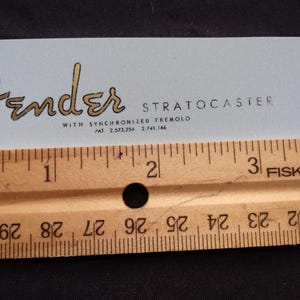 Fender STRATOCASTER
WITH SYNCHRONIZED TREMOLO
PAT. 2,573,254 2,741,146
1 2 3 FISK
29 28 27 26 25 24 23 22